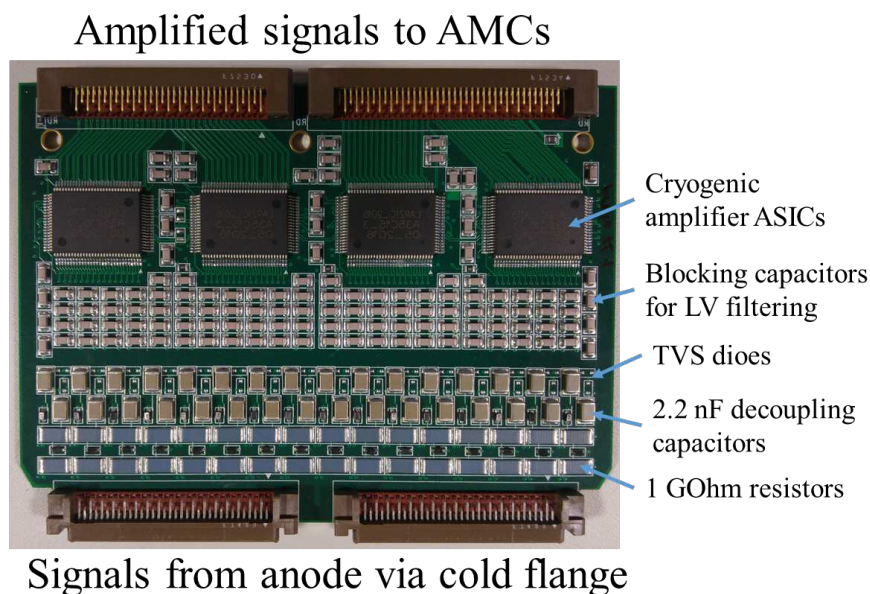 Amplified signals to AMCs
Cryogenic
amplifier ASICs
Blocking capacitors
for LV filtering
TVS dioes
2.2 nF decoupling
capacitors
1 GOhm resistors
Signals from anode via cold flange